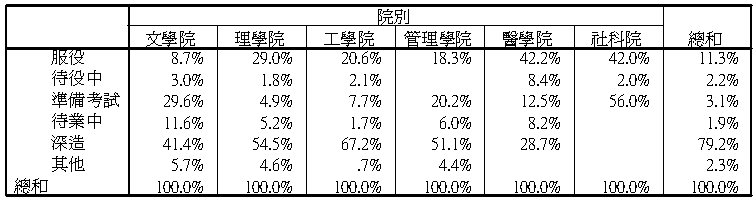 院別
文學院 理學院 工學院 管理學院 醫學院 社科院 總和
服役 8.7% 29.0% 20.6% 18.3% 42.2% 42.0% 11.3%
待役中 3.0% 1.8% 2.1% 8.4% 2.0% 2.2%
準備考試 29.6% 4.9% 7.7% 20.2% 12.5% 56.0% 3.1%
待業中 11.6% 5.2% 1.7% 6.0% 8.2% 1.9%
深造 41.4% 54.5% 67.2% 51.1% 28.7% 79.2%
其他 5.7% 4.6% .7% 4.4% 2.3%
總和 100.0% 100.0% 100.0% 100.0% 100.0% 100.0% 100.0%